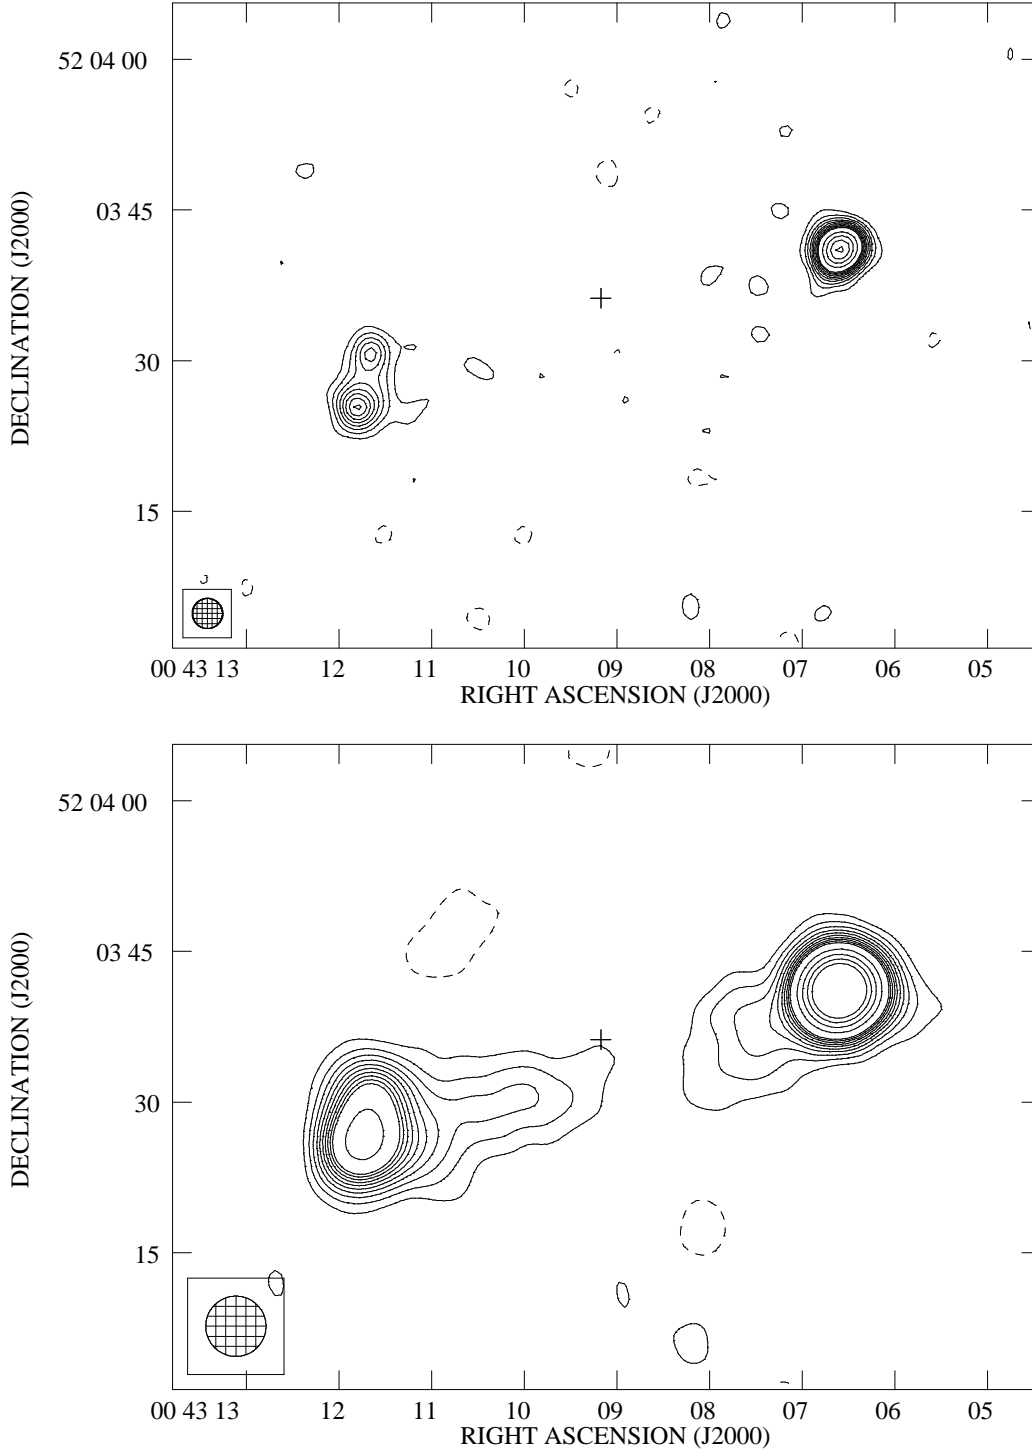 52 04 00
03 45
30
15
DECLINATION (J2000)
00 43 13 12 11 10 09 08 07 06 05
RIGHT ASCENSION (J2000)
52 04 00
03 45
30
15
DECLINATION (J2000)
00 43 13 12 11 10 09 08 07 06 05
RIGHT ASCENSION (J2000)